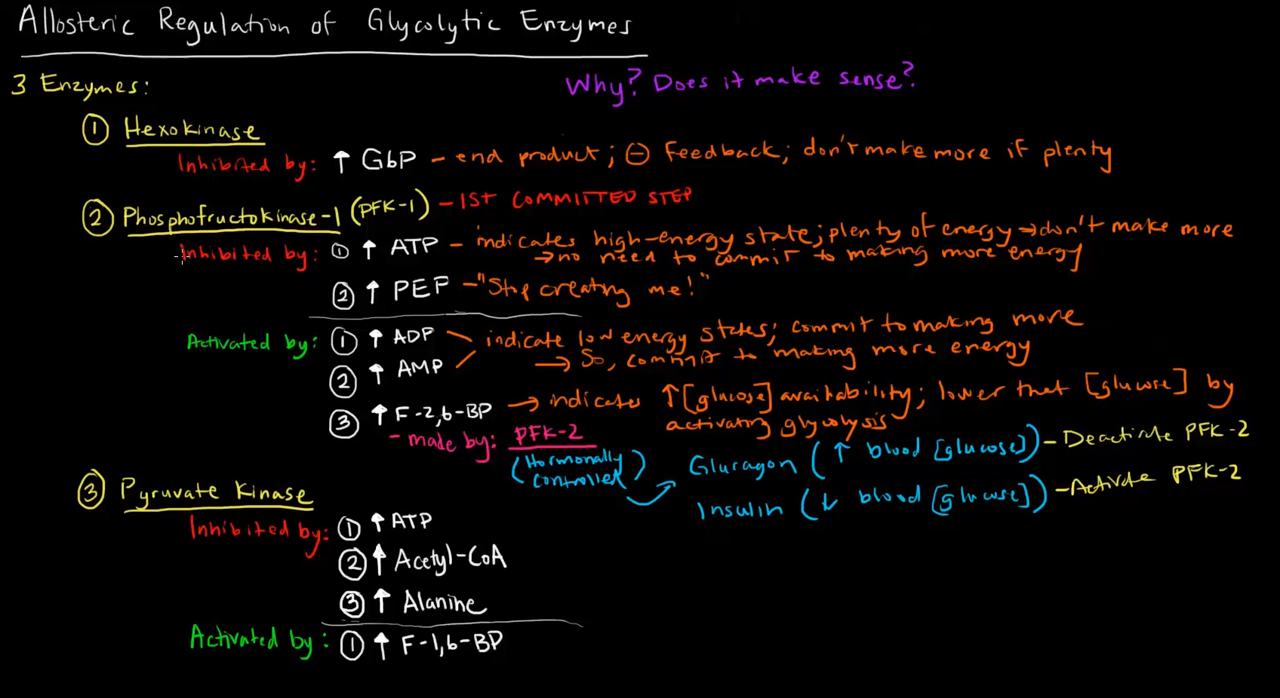 Allosteric Regulation of Glycolytic Enzymes
3 Enzymes:
Why? Does it make sense?
① Hexokinase
Inhibited by: ↑ G6P – end product; ⊖ feedback; don't make more if plenty
② Phosphofructokinase-1 (PFK-1) – 1ST COMMITTED STEP
Inhibited by: ① ↑ ATP – indicates high-energy state; plenty of energy → don't make more
→ no need to commit to making more energy
② ↑ PEP – "Stop creating me!"
Activated by: ① ↑ ADP
indicate low energy states; commit to making more
② ↑ AMP
→ So, commit to making more energy
③ ↑ F-2,6-BP → indicates ↑ [glucose] availability; lower that [glucose] by
activating glycolysis
– made by: PFK-2
(Hormonally
Controlled)
Glucagon (↑ blood [glucose]) – Deactivate PFK-2
Insulin (↓ blood [glucose]) – Activate PFK-2
③ Pyruvate Kinase
Inhibited by: ① ↑ ATP
② ↑ Acetyl-CoA
③ ↑ Alanine
Activated by: ① ↑ F-1,6-BP